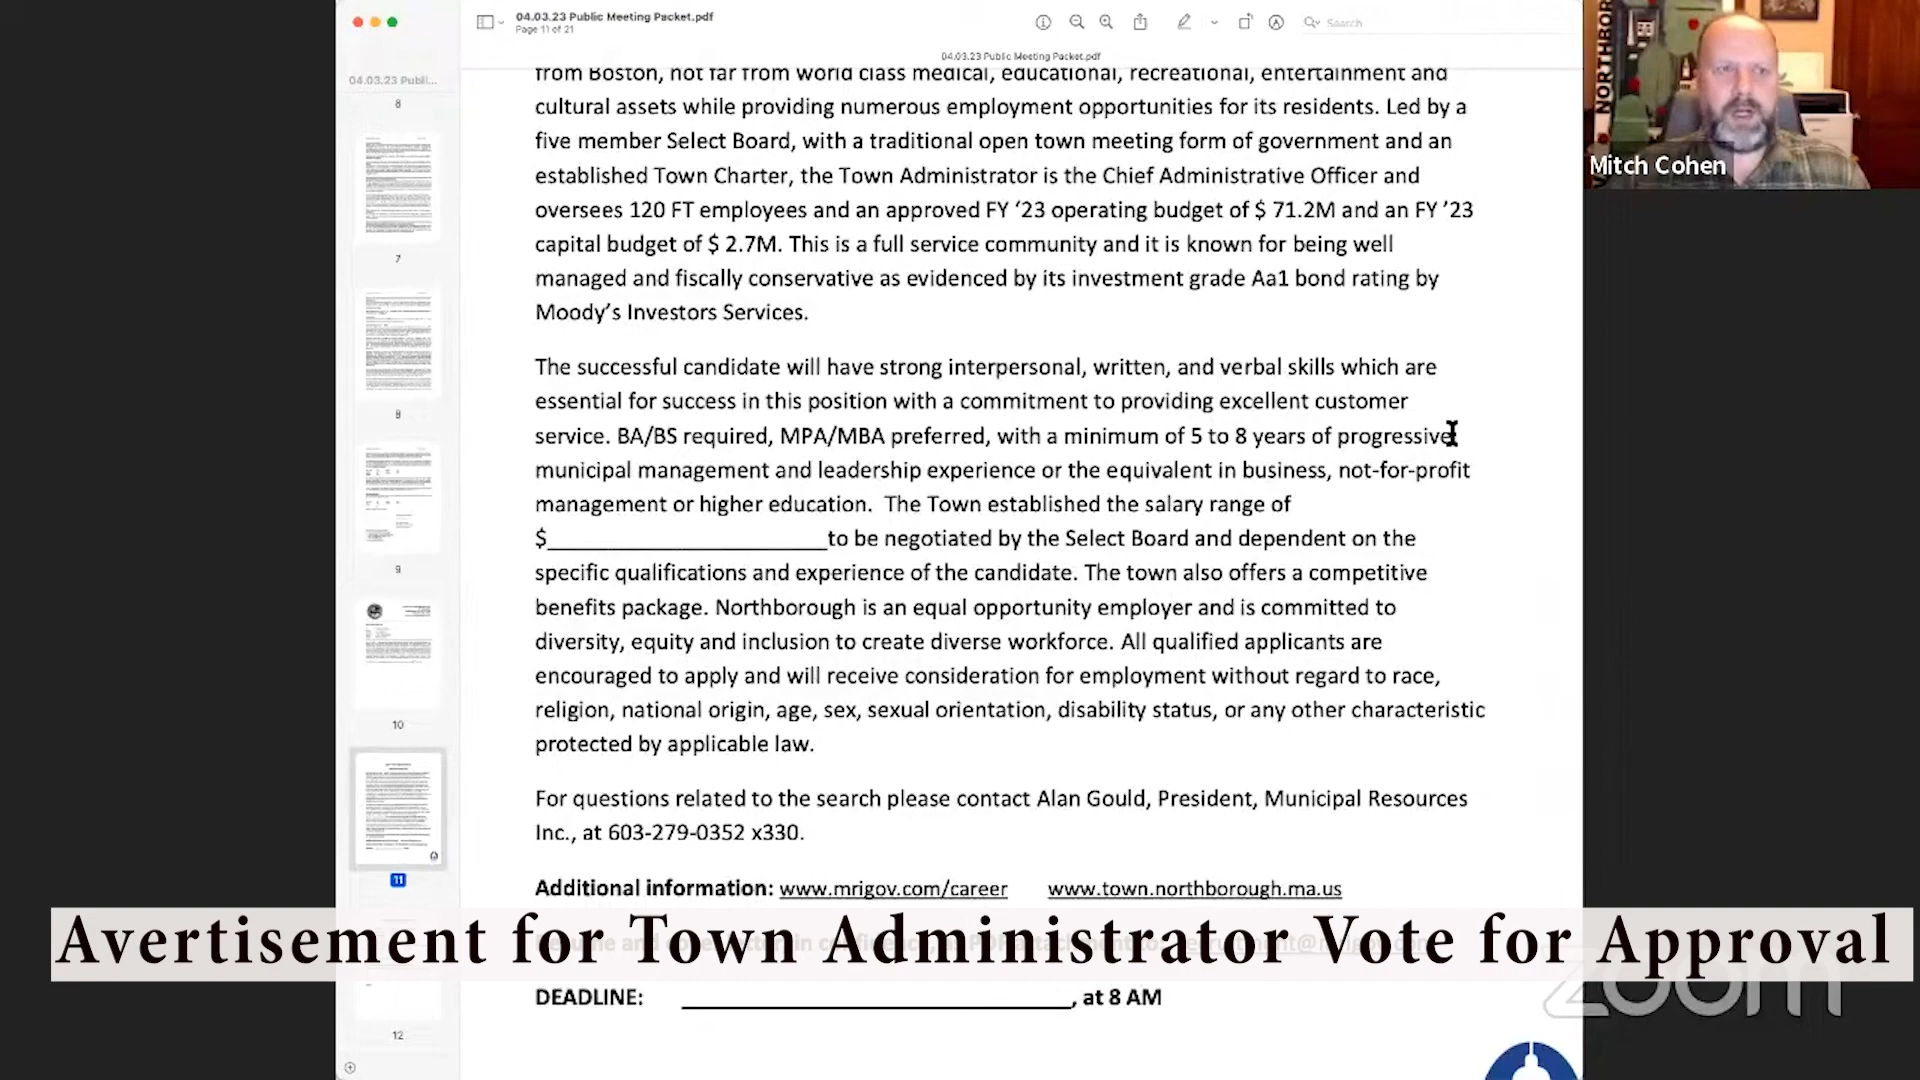 04.03.23 Public Meeting Packet.pdf
Page 11 of 21
Search
04.03.23 Publi...
04.03.23 Public Meeting Packet.pdf
8
7
8
9
10
11
12
from Boston, not far from world class medical, educational, recreational, entertainment and
cultural assets while providing numerous employment opportunities for its residents. Led by a
five member Select Board, with a traditional open town meeting form of government and an
established Town Charter, the Town Administrator is the Chief Administrative Officer and
oversees 120 FT employees and an approved FY ‘23 operating budget of $ 71.2M and an FY ’23
capital budget of $ 2.7M. This is a full service community and it is known for being well
managed and fiscally conservative as evidenced by its investment grade Aa1 bond rating by
Moody’s Investors Services.
The successful candidate will have strong interpersonal, written, and verbal skills which are
essential for success in this position with a commitment to providing excellent customer
service. BA/BS required, MPA/MBA preferred, with a minimum of 5 to 8 years of progressive
municipal management and leadership experience or the equivalent in business, not-for-profit
management or higher education. The Town established the salary range of
$_______________________to be negotiated by the Select Board and dependent on the
specific qualifications and experience of the candidate. The town also offers a competitive
benefits package. Northborough is an equal opportunity employer and is committed to
diversity, equity and inclusion to create diverse workforce. All qualified applicants are
encouraged to apply and will receive consideration for employment without regard to race,
religion, national origin, age, sex, sexual orientation, disability status, or any other characteristic
protected by applicable law.
For questions related to the search please contact Alan Gould, President, Municipal Resources
Inc., at 603-279-0352 x330.
Additional information: www.mrigov.com/career www.town.northborough.ma.us
Avertisement for Town Administrator Vote for Approval
DEADLINE: ________________________________, at 8 AM
NORTHBOR
Mitch Cohen
zoom